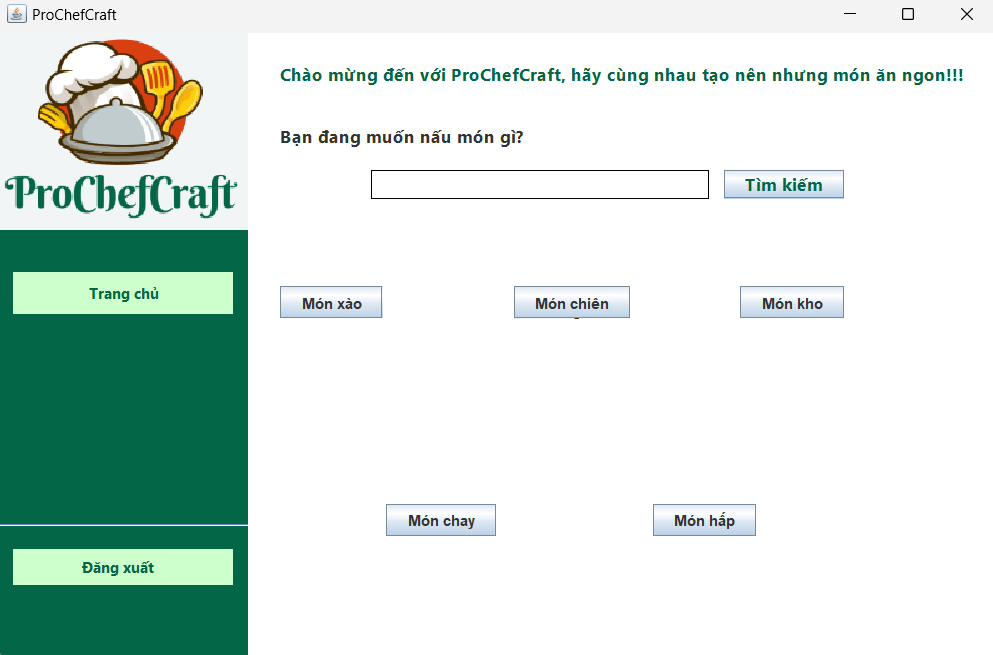 ProChefCraft
ProChefCraft
Chào mừng đến với ProChefCraft, hãy cùng nhau tạo nên nhưng món ăn ngon!!!
Bạn đang muốn nấu món gì?
Tìm kiếm
Trang chủ
Món xào
Món chiên
Món kho
Món chay
Món hấp
Đăng xuất